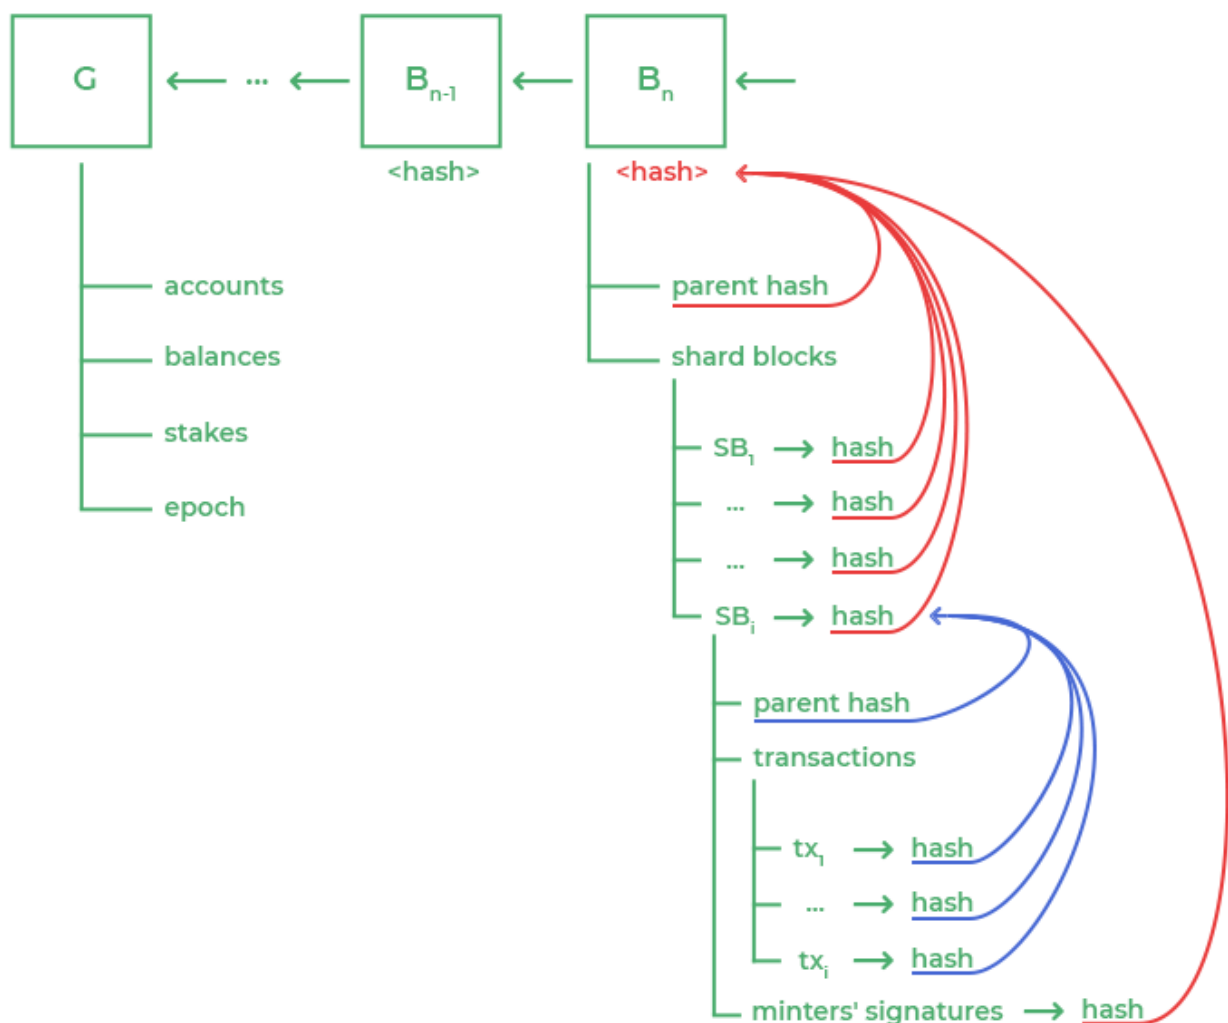 G ... Bn-1 Bn
<hash> <hash>
accounts
parent hash
balances
shard blocks
stakes
SB1 hash
epoch
... hash
... hash
SBi hash
parent hash
transactions
tx1 hash
... hash
txi hash
minters' signatures hash